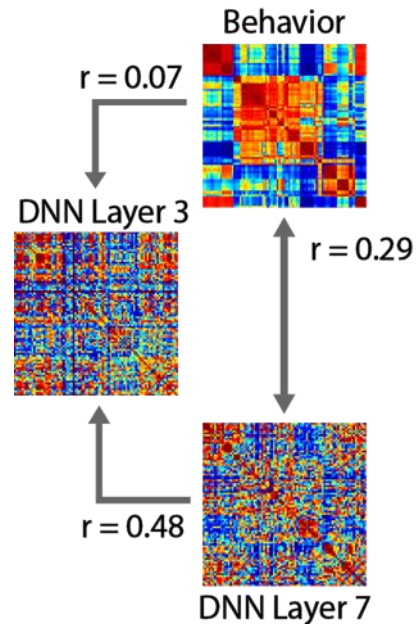 Behavior
r = 0.07
DNN Layer 3
r = 0.29
r = 0.48
DNN Layer 7